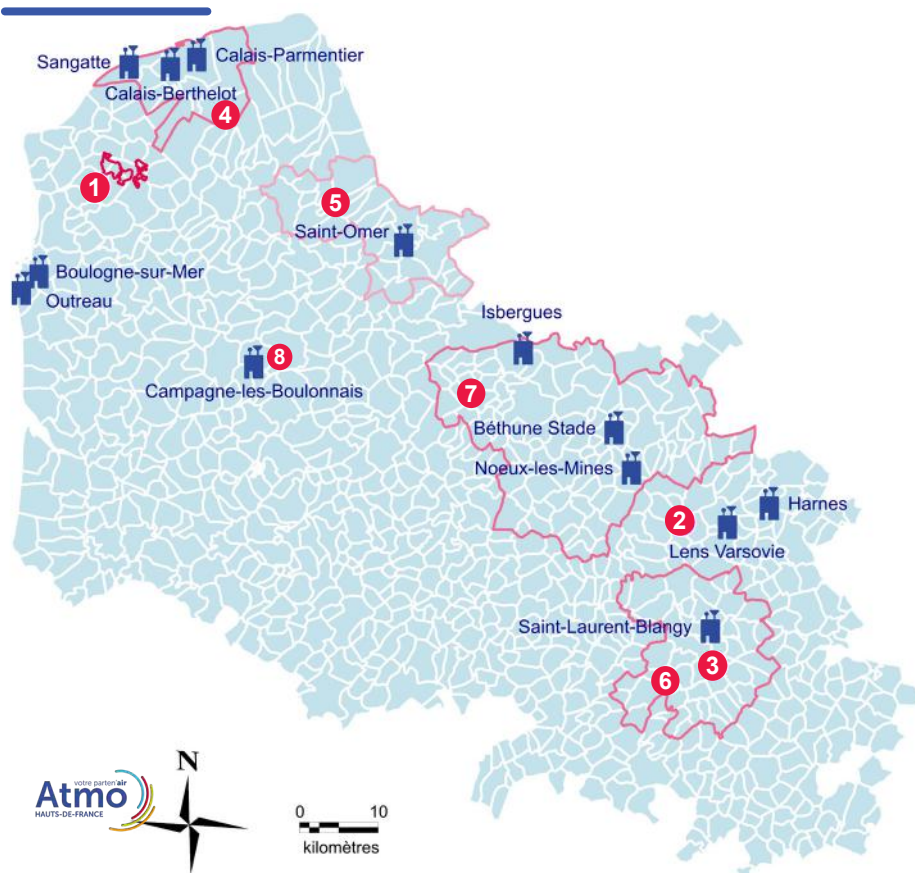 Sangatte
Calais-Parmentier
Calais-Berthelot
4
1
5
Saint-Omer
Boulogne-sur-Mer
Outreau
Isbergues
8
Campagne-les-Boulonnais
7
Béthune Stade
Noeux-les-Mines
2
Harnes
Lens Varsovie
Saint-Laurent-Blangy
3
6
votre parten'air
Atmo
HAUTS-DE-FRANCE
N
0 10
kilomètres